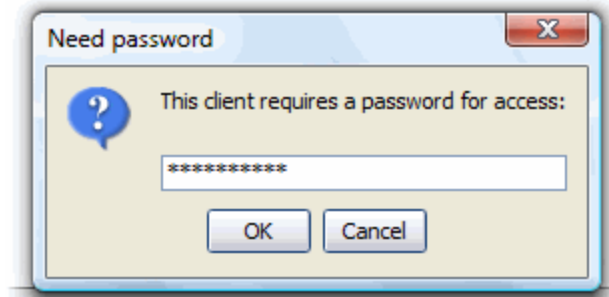 Need password
This client requires a password for access:
**********
OK
Cancel